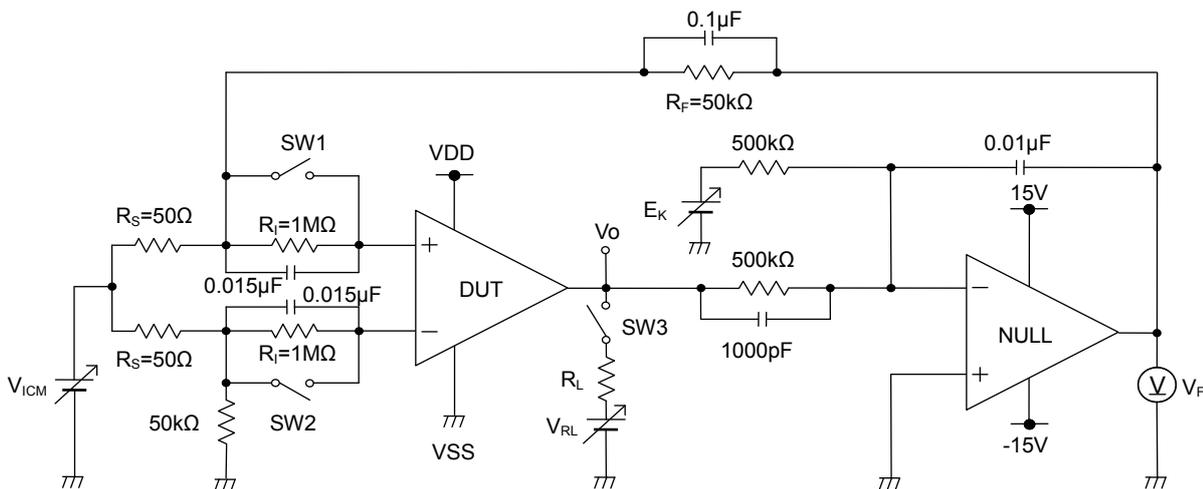 0.1µF
RF=50kΩ
SW1
VDD
500kΩ
0.01µF
15V
RS=50Ω
RI=1MΩ
EK
Vo
0.015µF
0.015µF
DUT
500kΩ
SW3
NULL
RS=50Ω
RI=1MΩ
1000pF
VICM
RL
V
VF
50kΩ
SW2
VSS
VRL
-15V